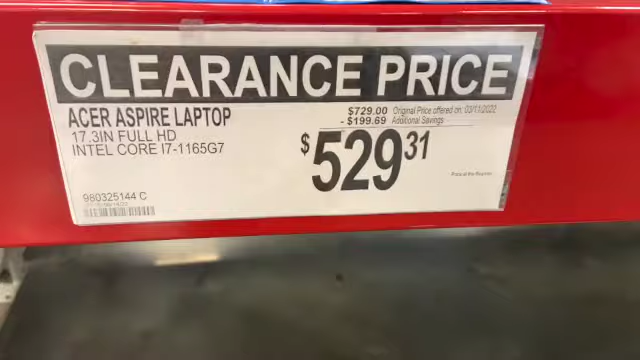 CLEARANCE PRICE
ACER ASPIRE LAPTOP
17.3IN FULL HD
INTEL CORE I7-1165G7
$729.00 Original Price offered on: 03/11/2022
- $199.69 Additional Savings
$529.31
980325144 C